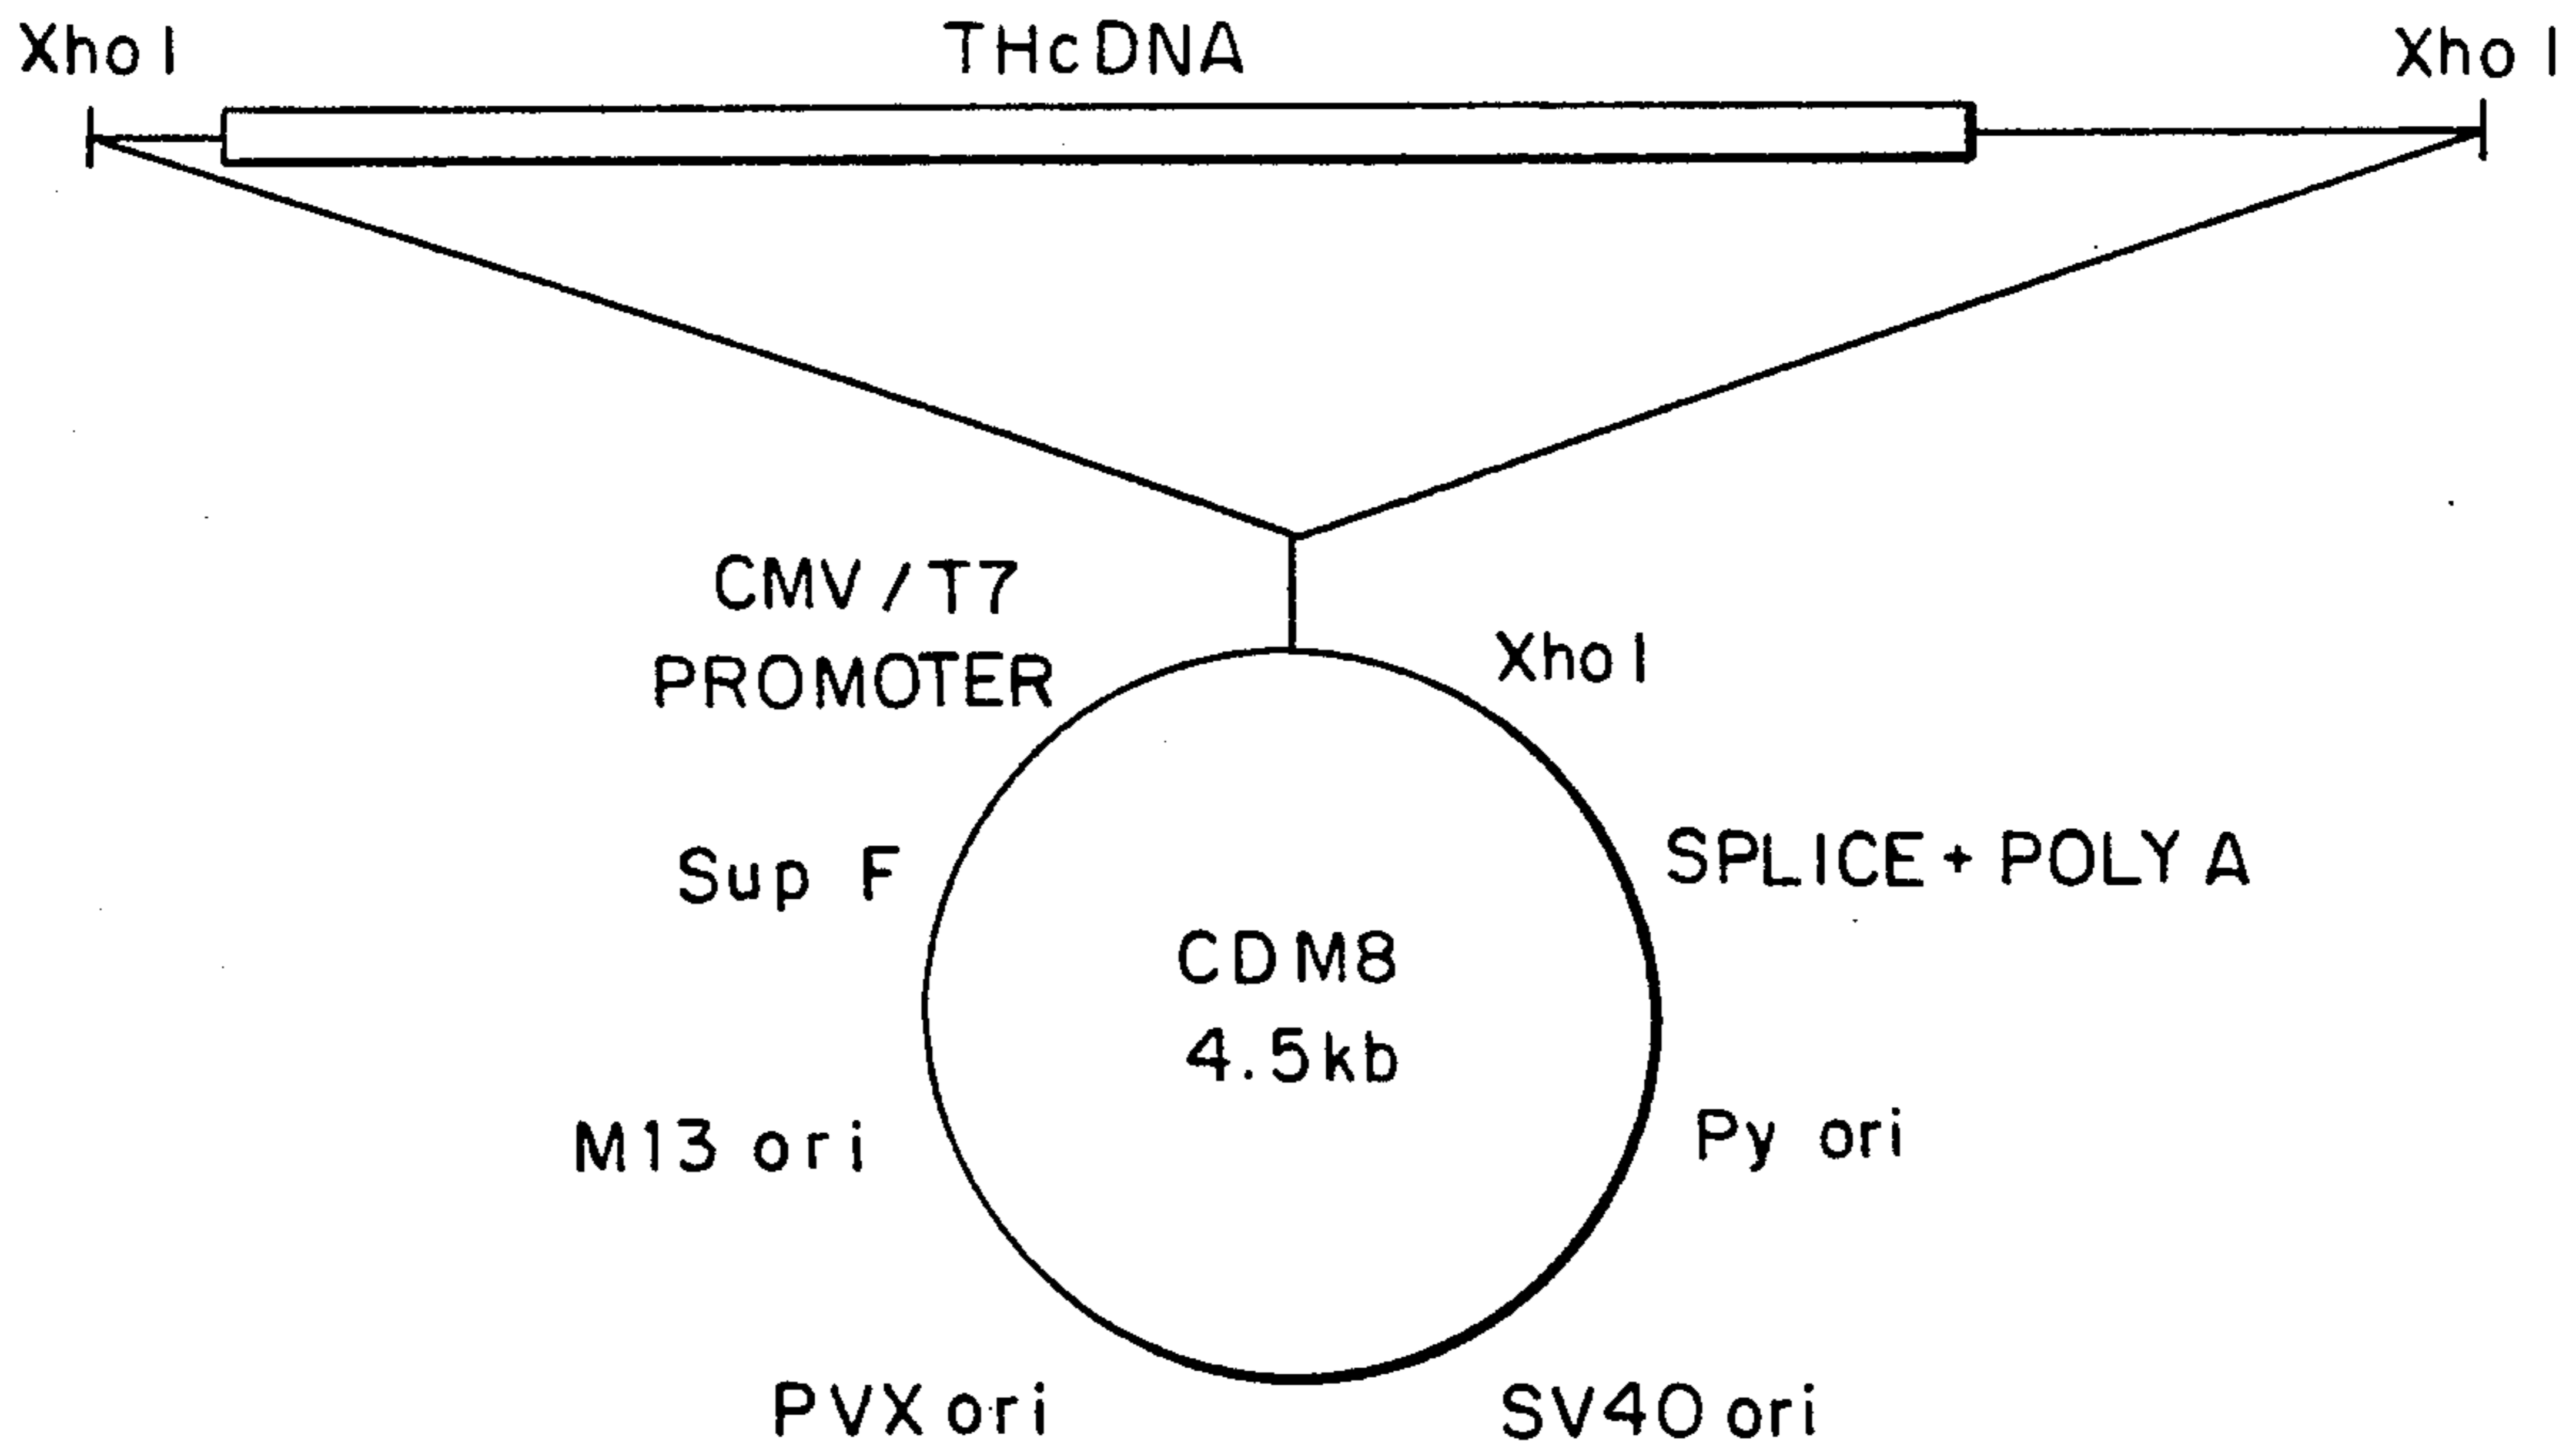 Xho I
THcDNA
Xho I
CMV / T7
PROMOTER
Xho I
Sup F
SPLICE + POLY A
CDM8
4.5kb
M13 ori
Py ori
PVX ori
SV40 ori